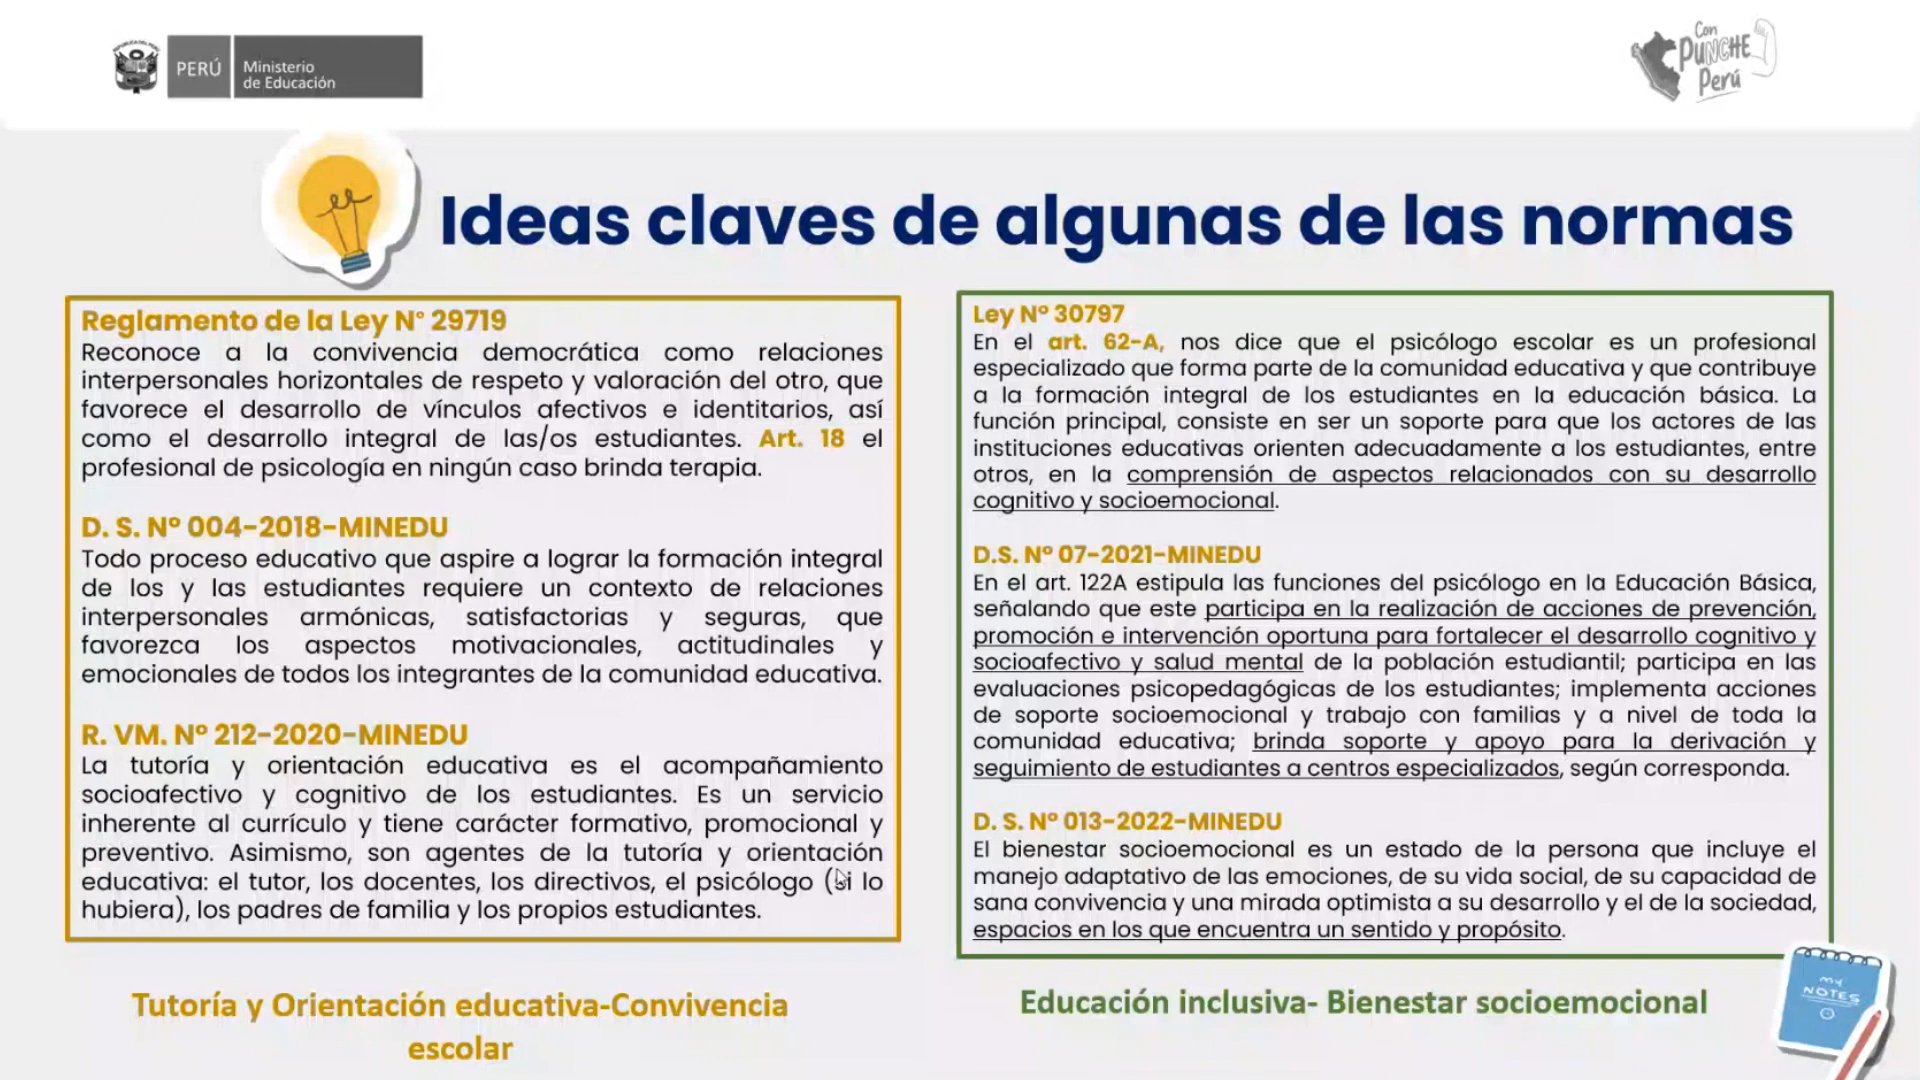 PERÚ
Ministerio
de Educación
Con
PUNCHE
Perú
Ideas claves de algunas de las normas
Reglamento de la Ley N° 29719
Reconoce a la convivencia democrática como relaciones
interpersonales horizontales de respeto y valoración del otro, que
favorece el desarrollo de vínculos afectivos e identitarios, así
como el desarrollo integral de las/os estudiantes. Art. 18 el
profesional de psicología en ningún caso brinda terapia.
D. S. Nº 004-2018-MINEDU
Todo proceso educativo que aspire a lograr la formación integral
de los y las estudiantes requiere un contexto de relaciones
interpersonales armónicas, satisfactorias y seguras, que
favorezca los aspectos motivacionales, actitudinales y
emocionales de todos los integrantes de la comunidad educativa.
R. VM. Nº 212-2020-MINEDU
La tutoría y orientación educativa es el acompañamiento
socioafectivo y cognitivo de los estudiantes. Es un servicio
inherente al currículo y tiene carácter formativo, promocional y
preventivo. Asimismo, son agentes de la tutoría y orientación
educativa: el tutor, los docentes, los directivos, el psicólogo (si lo
hubiera), los padres de familia y los propios estudiantes.
Tutoría y Orientación educativa-Convivencia
escolar
Ley Nº 30797
En el art. 62-A, nos dice que el psicólogo escolar es un profesional
especializado que forma parte de la comunidad educativa y que contribuye
a la formación integral de los estudiantes en la educación básica. La
función principal, consiste en ser un soporte para que los actores de las
instituciones educativas orienten adecuadamente a los estudiantes, entre
otros, en la comprensión de aspectos relacionados con su desarrollo
cognitivo y socioemocional.
D.S. Nº 07-2021-MINEDU
En el art. 122A estipula las funciones del psicólogo en la Educación Básica,
señalando que este participa en la realización de acciones de prevención,
promoción e intervención oportuna para fortalecer el desarrollo cognitivo y
socioafectivo y salud mental de la población estudiantil; participa en las
evaluaciones psicopedagógicas de los estudiantes; implementa acciones
de soporte socioemocional y trabajo con familias y a nivel de toda la
comunidad educativa; brinda soporte y apoyo para la derivación y
seguimiento de estudiantes a centros especializados, según corresponda.
D. S. Nº 013-2022-MINEDU
El bienestar socioemocional es un estado de la persona que incluye el
manejo adaptativo de las emociones, de su vida social, de su capacidad de
sana convivencia y una mirada optimista a su desarrollo y el de la sociedad,
espacios en los que encuentra un sentido y propósito.
Educación inclusiva- Bienestar socioemocional
MY
NOTES